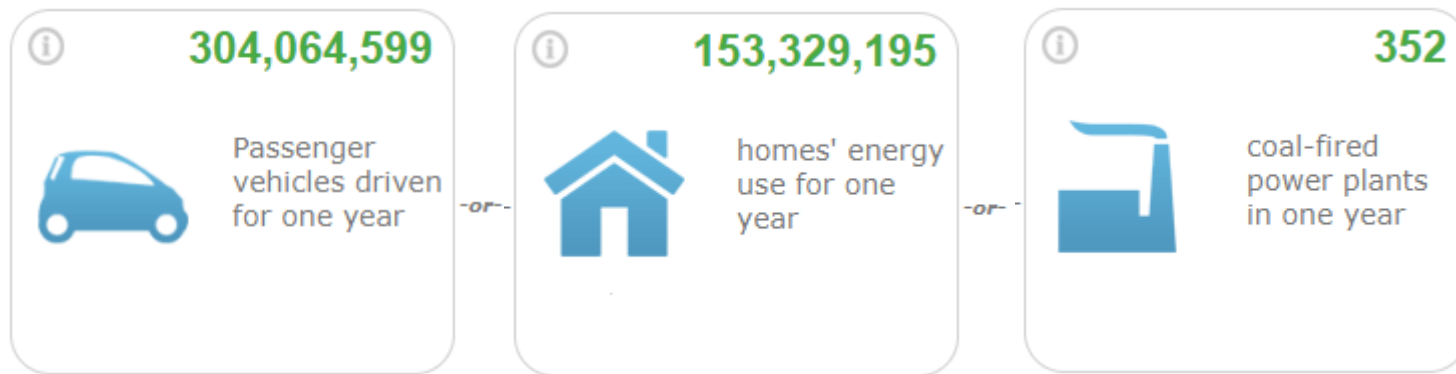 304,064,599
Passenger
vehicles driven
for one year
-or-
153,329,195
homes' energy
use for one
year
-or-
352
coal-fired
power plants
in one year